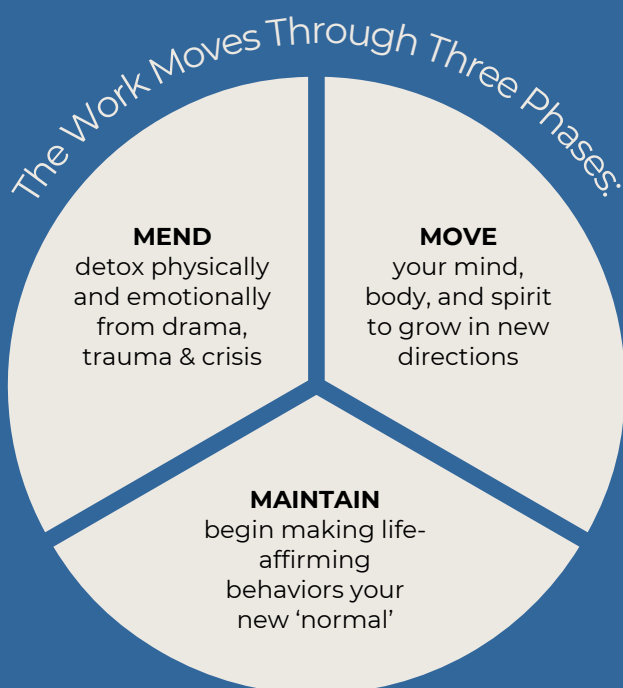 The Work Moves Through Three Phases:
MEND
detox physically
and emotionally
from drama,
trauma & crisis
MOVE
your mind,
body, and spirit
to grow in new
directions
MAINTAIN
begin making life-
affirming
behaviors your
new ‘normal’